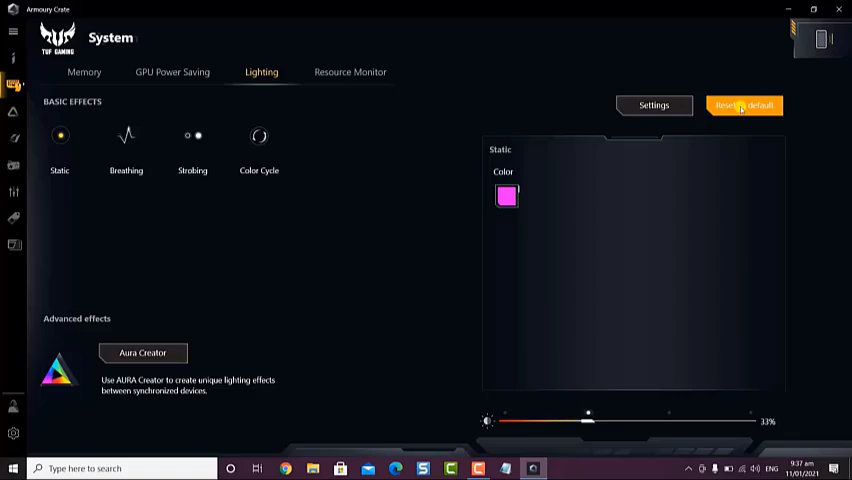 Armoury Crate
TUF GAMING
System
Memory
GPU Power Saving
Lighting
Resource Monitor
BASIC EFFECTS
Settings
Reset default
Static
Breathing
Strobing
Color Cycle
Static
Color
Advanced effects
Aura Creator
Use AURA Creator to create unique lighting effects
between synchronized devices.
33%
Type here to search
ENG
9:37 am
11/01/2021